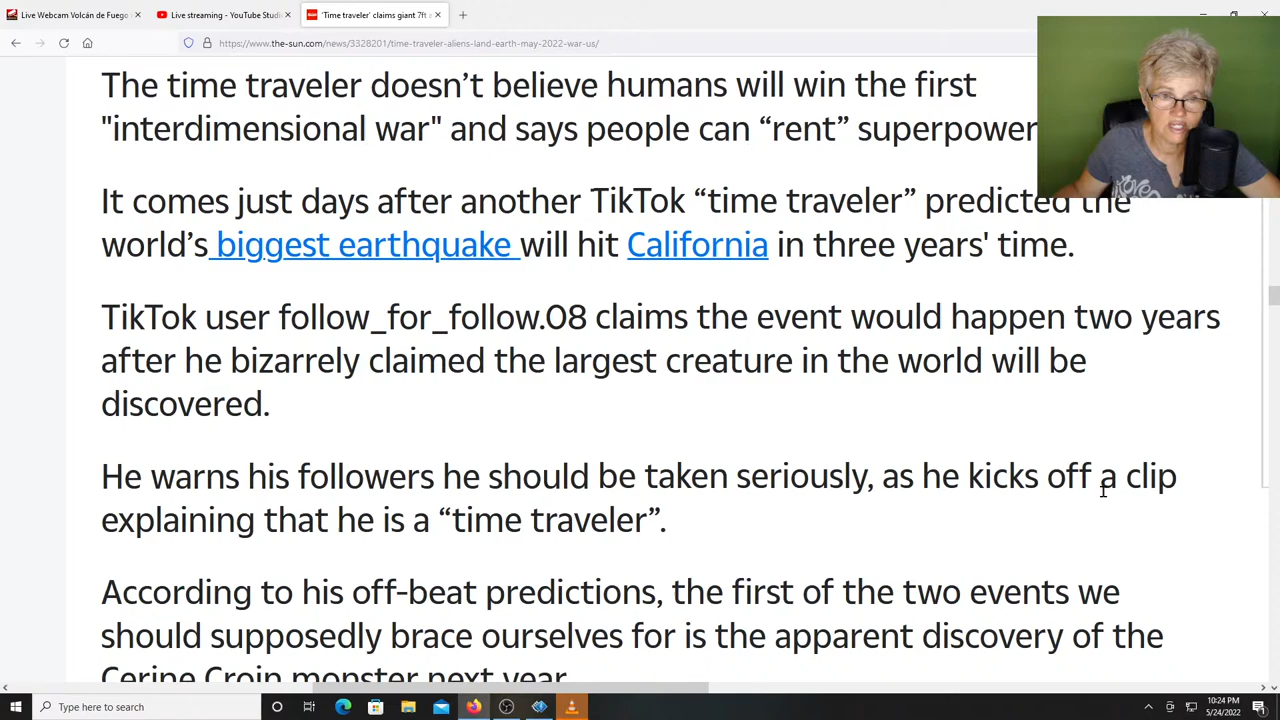 Live Webcam Volcán de Fuego
Live streaming - YouTube Studi
'Time traveler' claims giant 7ft
https://www.the-sun.com/news/3328201/time-traveler-aliens-land-earth-may-2022-war-us/
The time traveler doesn’t believe humans will win the first
"interdimensional war" and says people can “rent” superpower
It comes just days after another TikTok “time traveler” predicted the
world’s biggest earthquake will hit California in three years' time.
TikTok user follow_for_follow.08 claims the event would happen two years
after he bizarrely claimed the largest creature in the world will be
discovered.
He warns his followers he should be taken seriously, as he kicks off a clip
explaining that he is a “time traveler”.
According to his off-beat predictions, the first of the two events we
should supposedly brace ourselves for is the apparent discovery of the
Cerine Croin monster next year
Type here to search
10:24 PM
5/24/2022